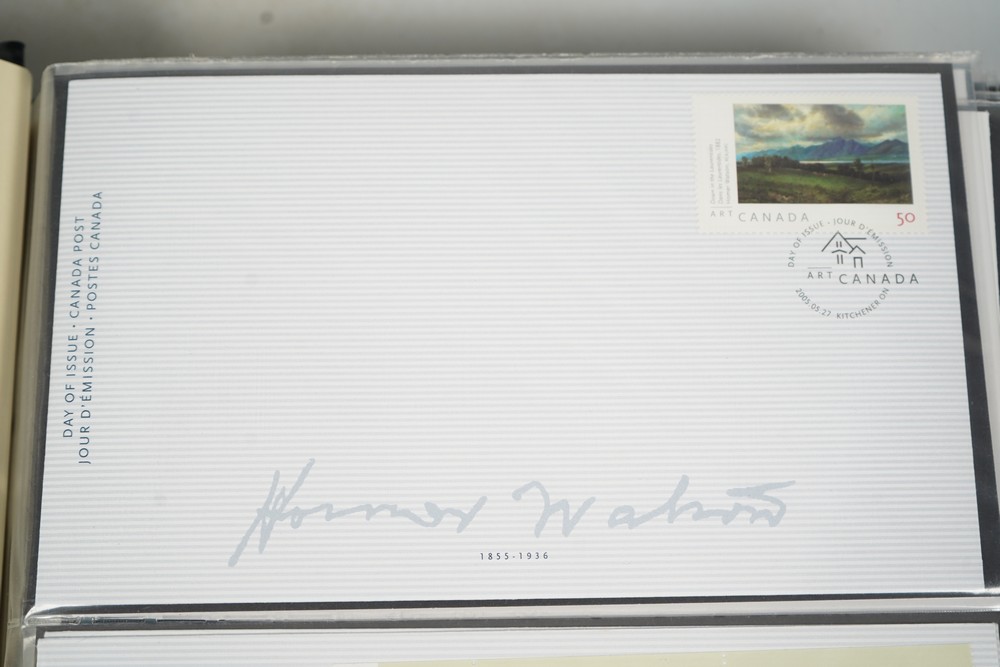 DAY OF ISSUE · CANADA POST
JOUR D'ÉMISSION · POSTES CANADA
ART CANADA
50
DAY OF ISSUE - JOUR D'ÉMISSION
ART CANADA
2005.05.27 KITCHENER ON
Homer Watson
1855-1936